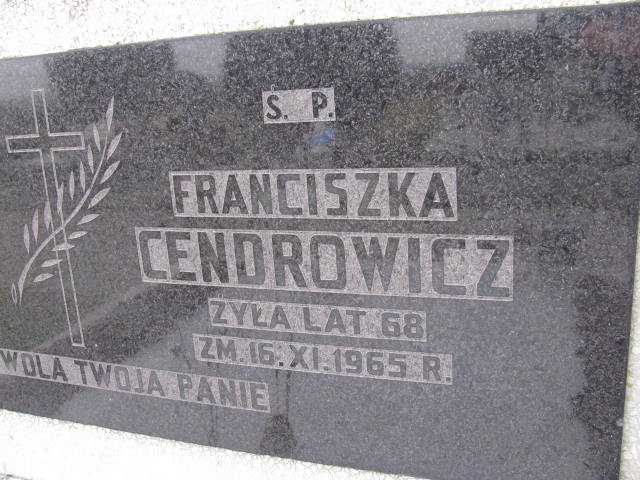 Ś. P.
FRANCISZKA
CENDROWICZ
ŻYŁA LAT 68
ZM. 16. XI. 1965 R.
WOLA TWOJA PANIE